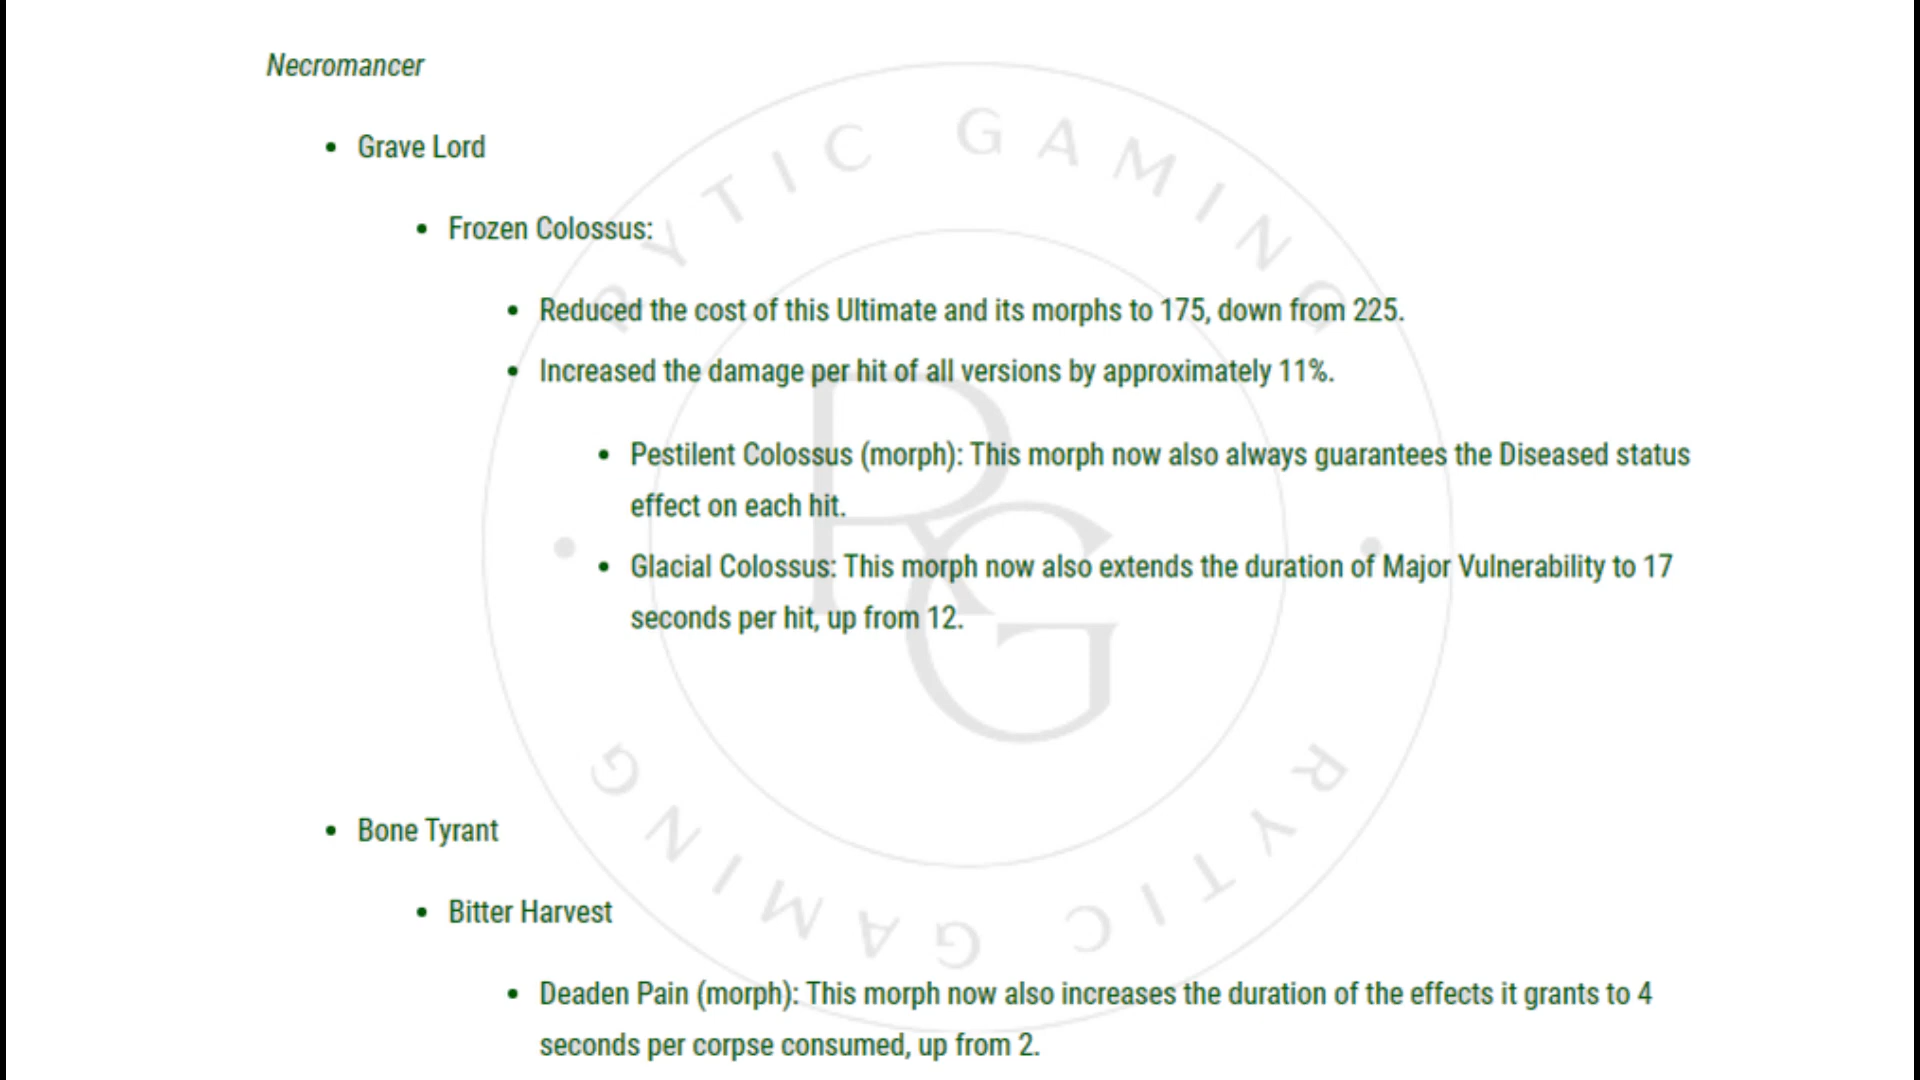 Necromancer
• Grave Lord
• Frozen Colossus:
• Reduced the cost of this Ultimate and its morphs to 175, down from 225.
• Increased the damage per hit of all versions by approximately 11%.
• Pestilent Colossus (morph): This morph now also always guarantees the Diseased status
effect on each hit.
• Glacial Colossus: This morph now also extends the duration of Major Vulnerability to 17
seconds per hit, up from 12.
• Bone Tyrant
• Bitter Harvest
• Deaden Pain (morph): This morph now also increases the duration of the effects it grants to 4
seconds per corpse consumed, up from 2.
RYTIC GAMING
RG
RYTIC GAMING